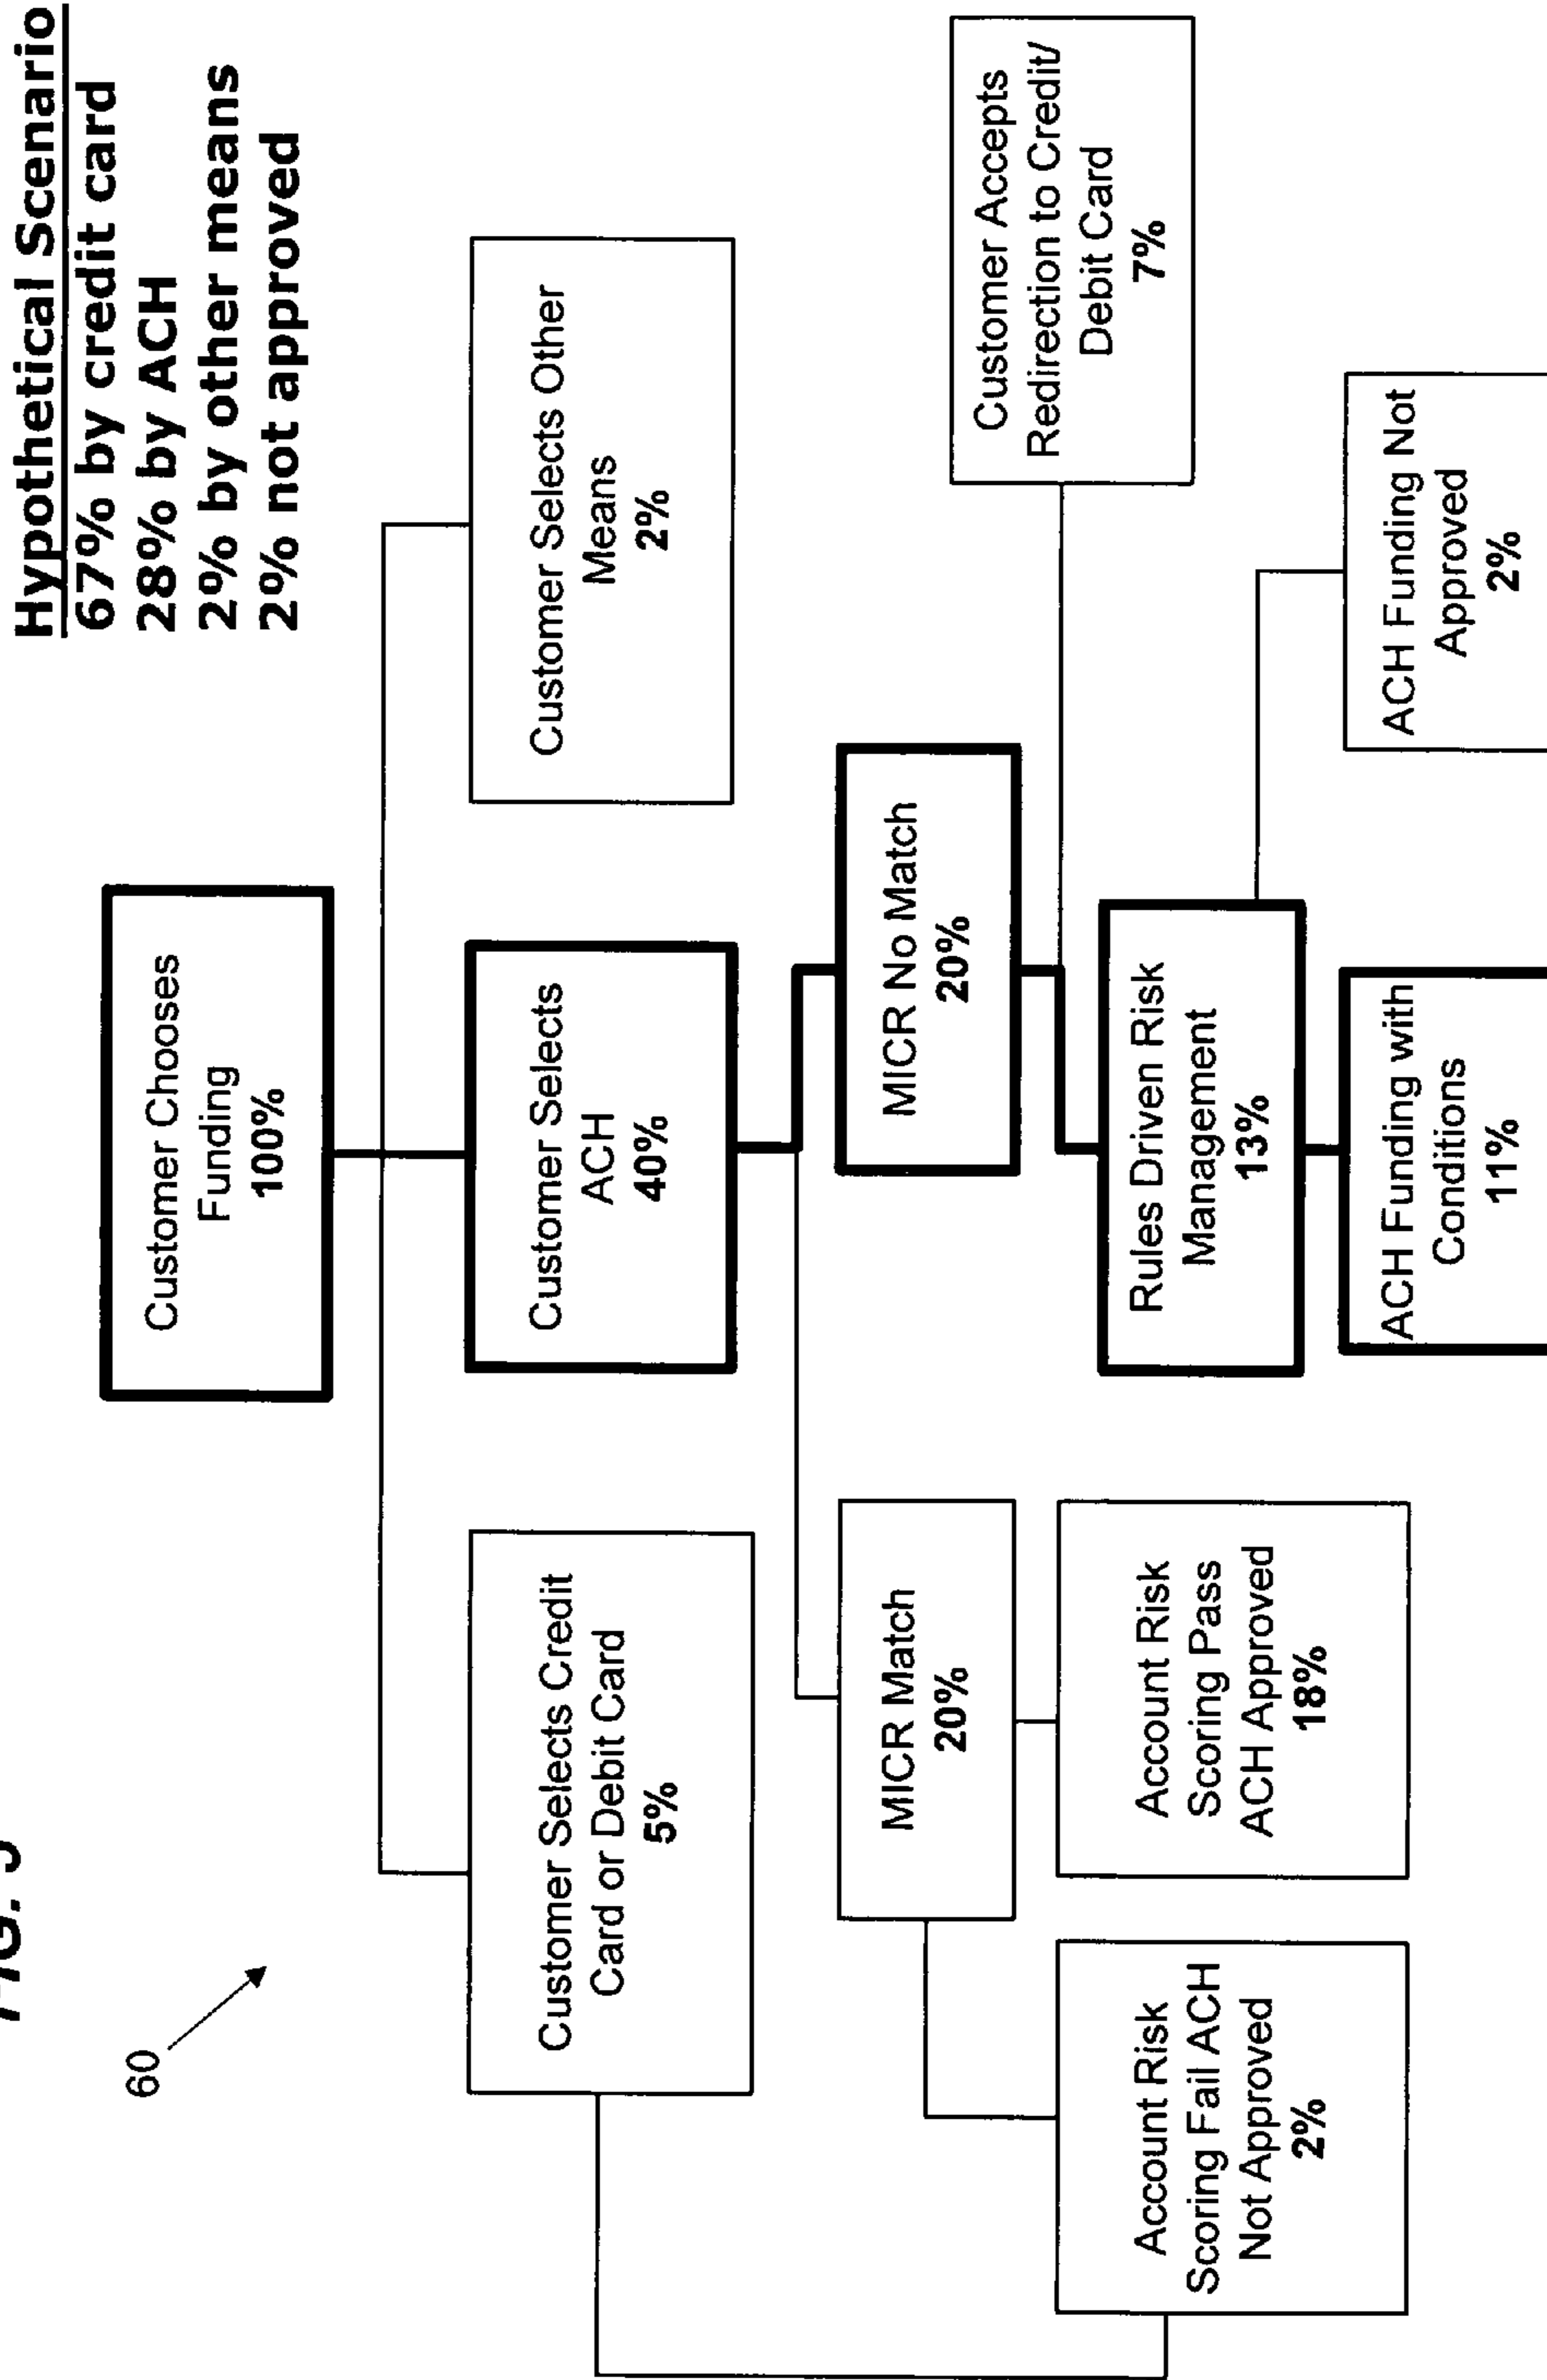 FIG. 5
60
Hypothetical Scenario
67% by credit card
28% by ACH
2% by other means
2% not approved
Customer Chooses
Funding
100%
Customer Selects Credit
Card or Debit Card
5%
Customer Selects
ACH
40%
Customer Selects Other
Means
2%
MICR Match
20%
MICR No Match
20%
Account Risk
Scoring Fail ACH
Not Approved
2%
Account Risk
Scoring Pass
ACH Approved
18%
Rules Driven Risk
Management
13%
Customer Accepts
Redirection to Credit/
Debit Card
7%
ACH Funding with
Conditions
11%
ACH Funding Not
Approved
2%